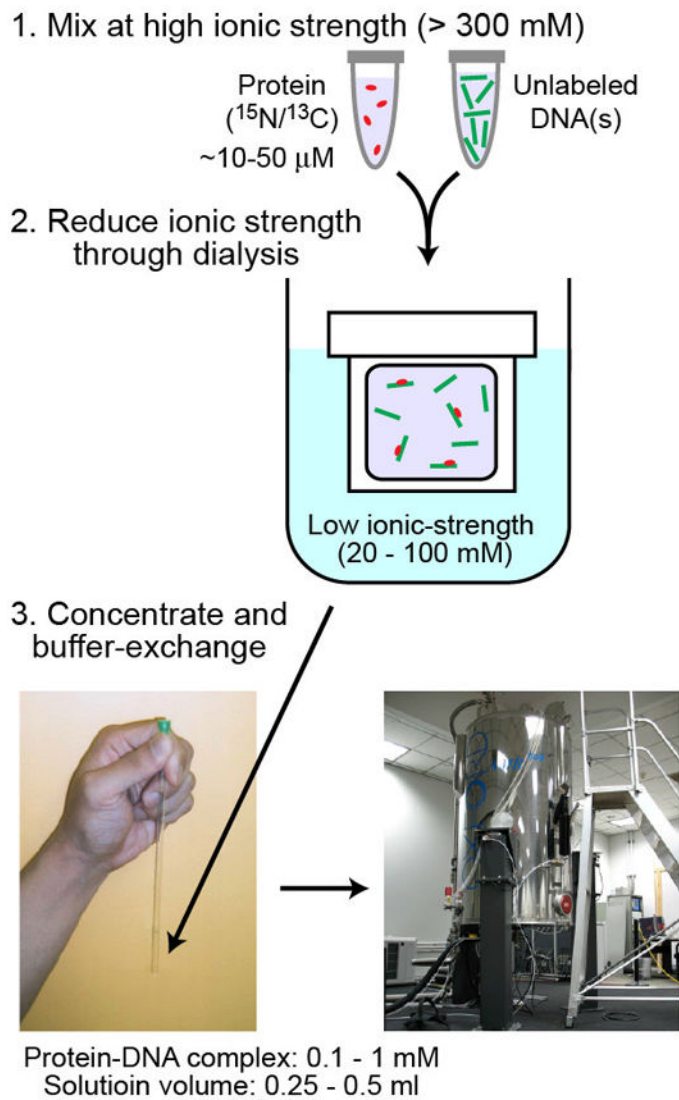 1. Mix at high ionic strength (> 300 mM)
Protein
(¹⁵N/¹³C)
~10-50 μM
Unlabeled
DNA(s)
2. Reduce ionic strength
through dialysis
Low ionic-strength
(20 - 100 mM)
3. Concentrate and
buffer-exchange
Protein-DNA complex: 0.1 - 1 mM
Solutioin volume: 0.25 - 0.5 ml